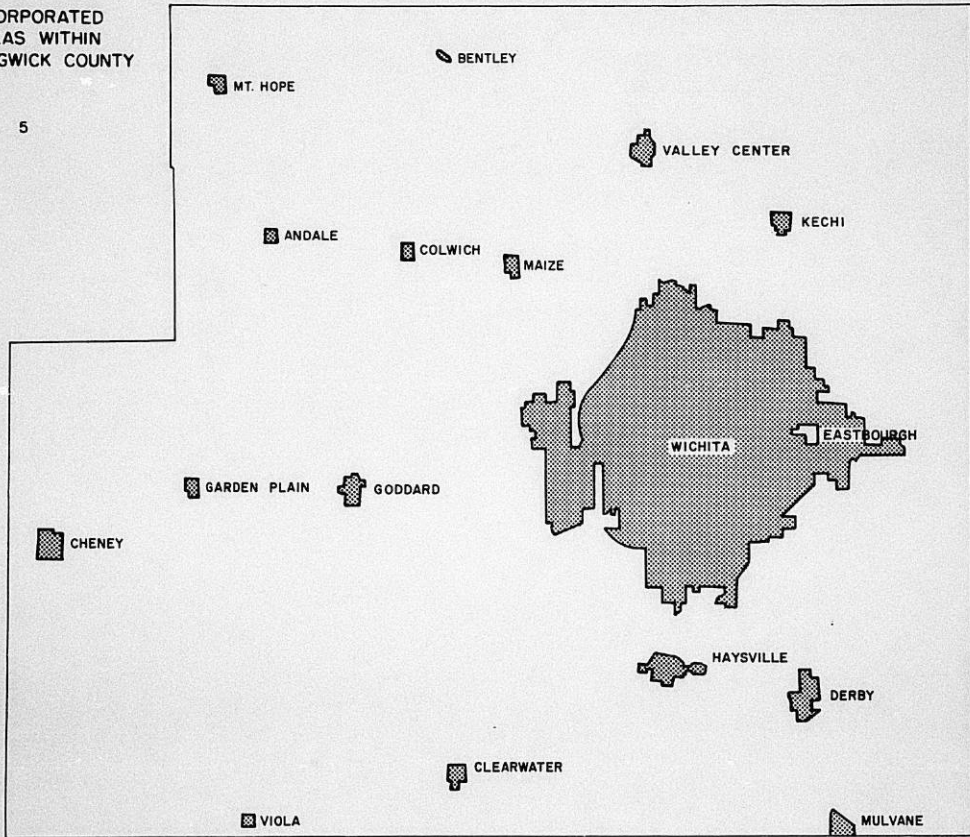 ORPORATED
AS WITHIN
GWICK COUNTY
5
BENTLEY
MT. HOPE
VALLEY CENTER
KECHI
ANDALE
COLWICH
MAIZE
WICHITA
EASTBOURGH
GARDEN PLAIN
GODDARD
CHENEY
HAYSVILLE
DERBY
CLEARWATER
VIOLA
MULVANE